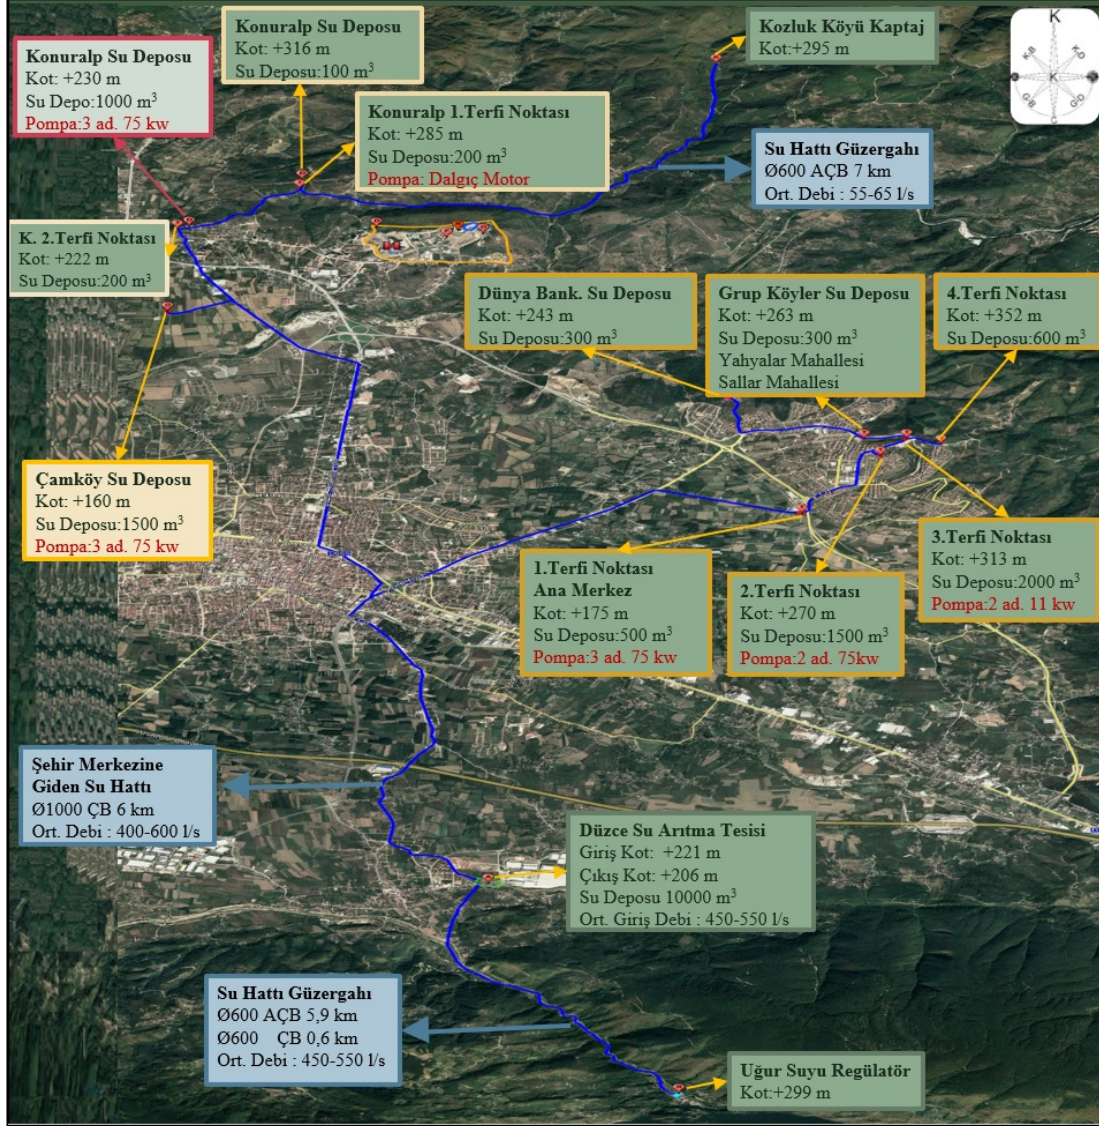 Konuralp Su Deposu
Kot: +316 m
Su Deposu:100 m³
Kozluk Köyü Kaptaj
Kot:+295 m
K
K-B
K-D
K
G-B
G-D
G
Konuralp Su Deposu
Kot: +230 m
Su Depo:1000 m³
Pompa:3 ad. 75 kw
Konuralp 1.Terfi Noktası
Kot: +285 m
Su Deposu:200 m³
Pompa: Dalgıç Motor
Su Hattı Güzergahı
Ø600 AÇB 7 km
Ort. Debi : 55-65 l/s
K. 2.Terfi Noktası
Kot: +222 m
Su Deposu:200 m³
Dünya Bank. Su Deposu
Kot: +243 m
Su Deposu:300 m³
Grup Köyler Su Deposu
Kot: +263 m
Su Deposu:300 m³
Yahyalar Mahallesi
Sallar Mahallesi
4.Terfi Noktası
Kot: +352 m
Su Deposu:600 m³
Çamköy Su Deposu
Kot: +160 m
Su Deposu:1500 m³
Pompa:3 ad. 75 kw
1.Terfi Noktası
Ana Merkez
Kot: +175 m
Su Deposu:500 m³
Pompa:3 ad. 75 kw
2.Terfi Noktası
Kot: +270 m
Su Deposu:1500 m³
Pompa:2 ad. 75kw
3.Terfi Noktası
Kot: +313 m
Su Deposu:2000 m³
Pompa:2 ad. 11 kw
Şehir Merkezine
Giden Su Hattı
Ø1000 ÇB 6 km
Ort. Debi : 400-600 l/s
Düzce Su Arıtma Tesisi
Giriş Kot: +221 m
Çıkış Kot: +206 m
Su Deposu 10000 m³
Ort. Giriş Debi : 450-550 l/s
Su Hattı Güzergahı
Ø600 AÇB 5,9 km
Ø600 ÇB 0,6 km
Ort. Debi : 450-550 l/s
Uğur Suyu Regülatör
Kot:+299 m